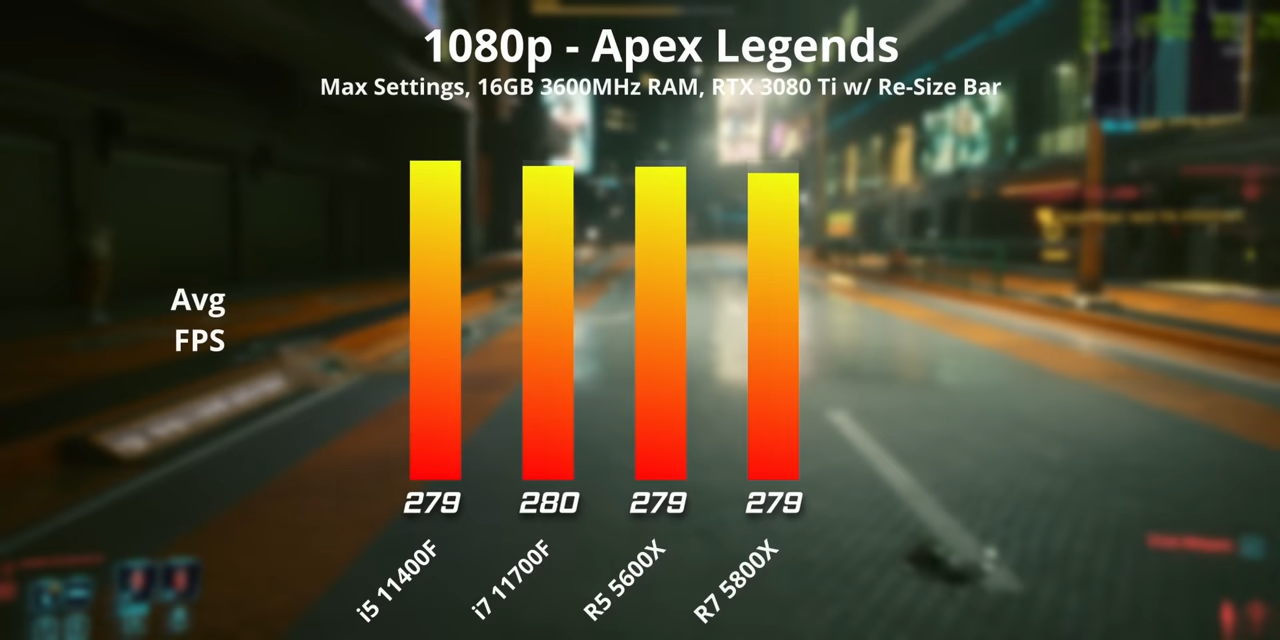 1080p - Apex Legends
Max Settings, 16GB 3600MHz RAM, RTX 3080 Ti w/ Re-Size Bar
Avg
FPS
279 280 279 279
i5 11400F i7 11700F R5 5600X R7 5800X